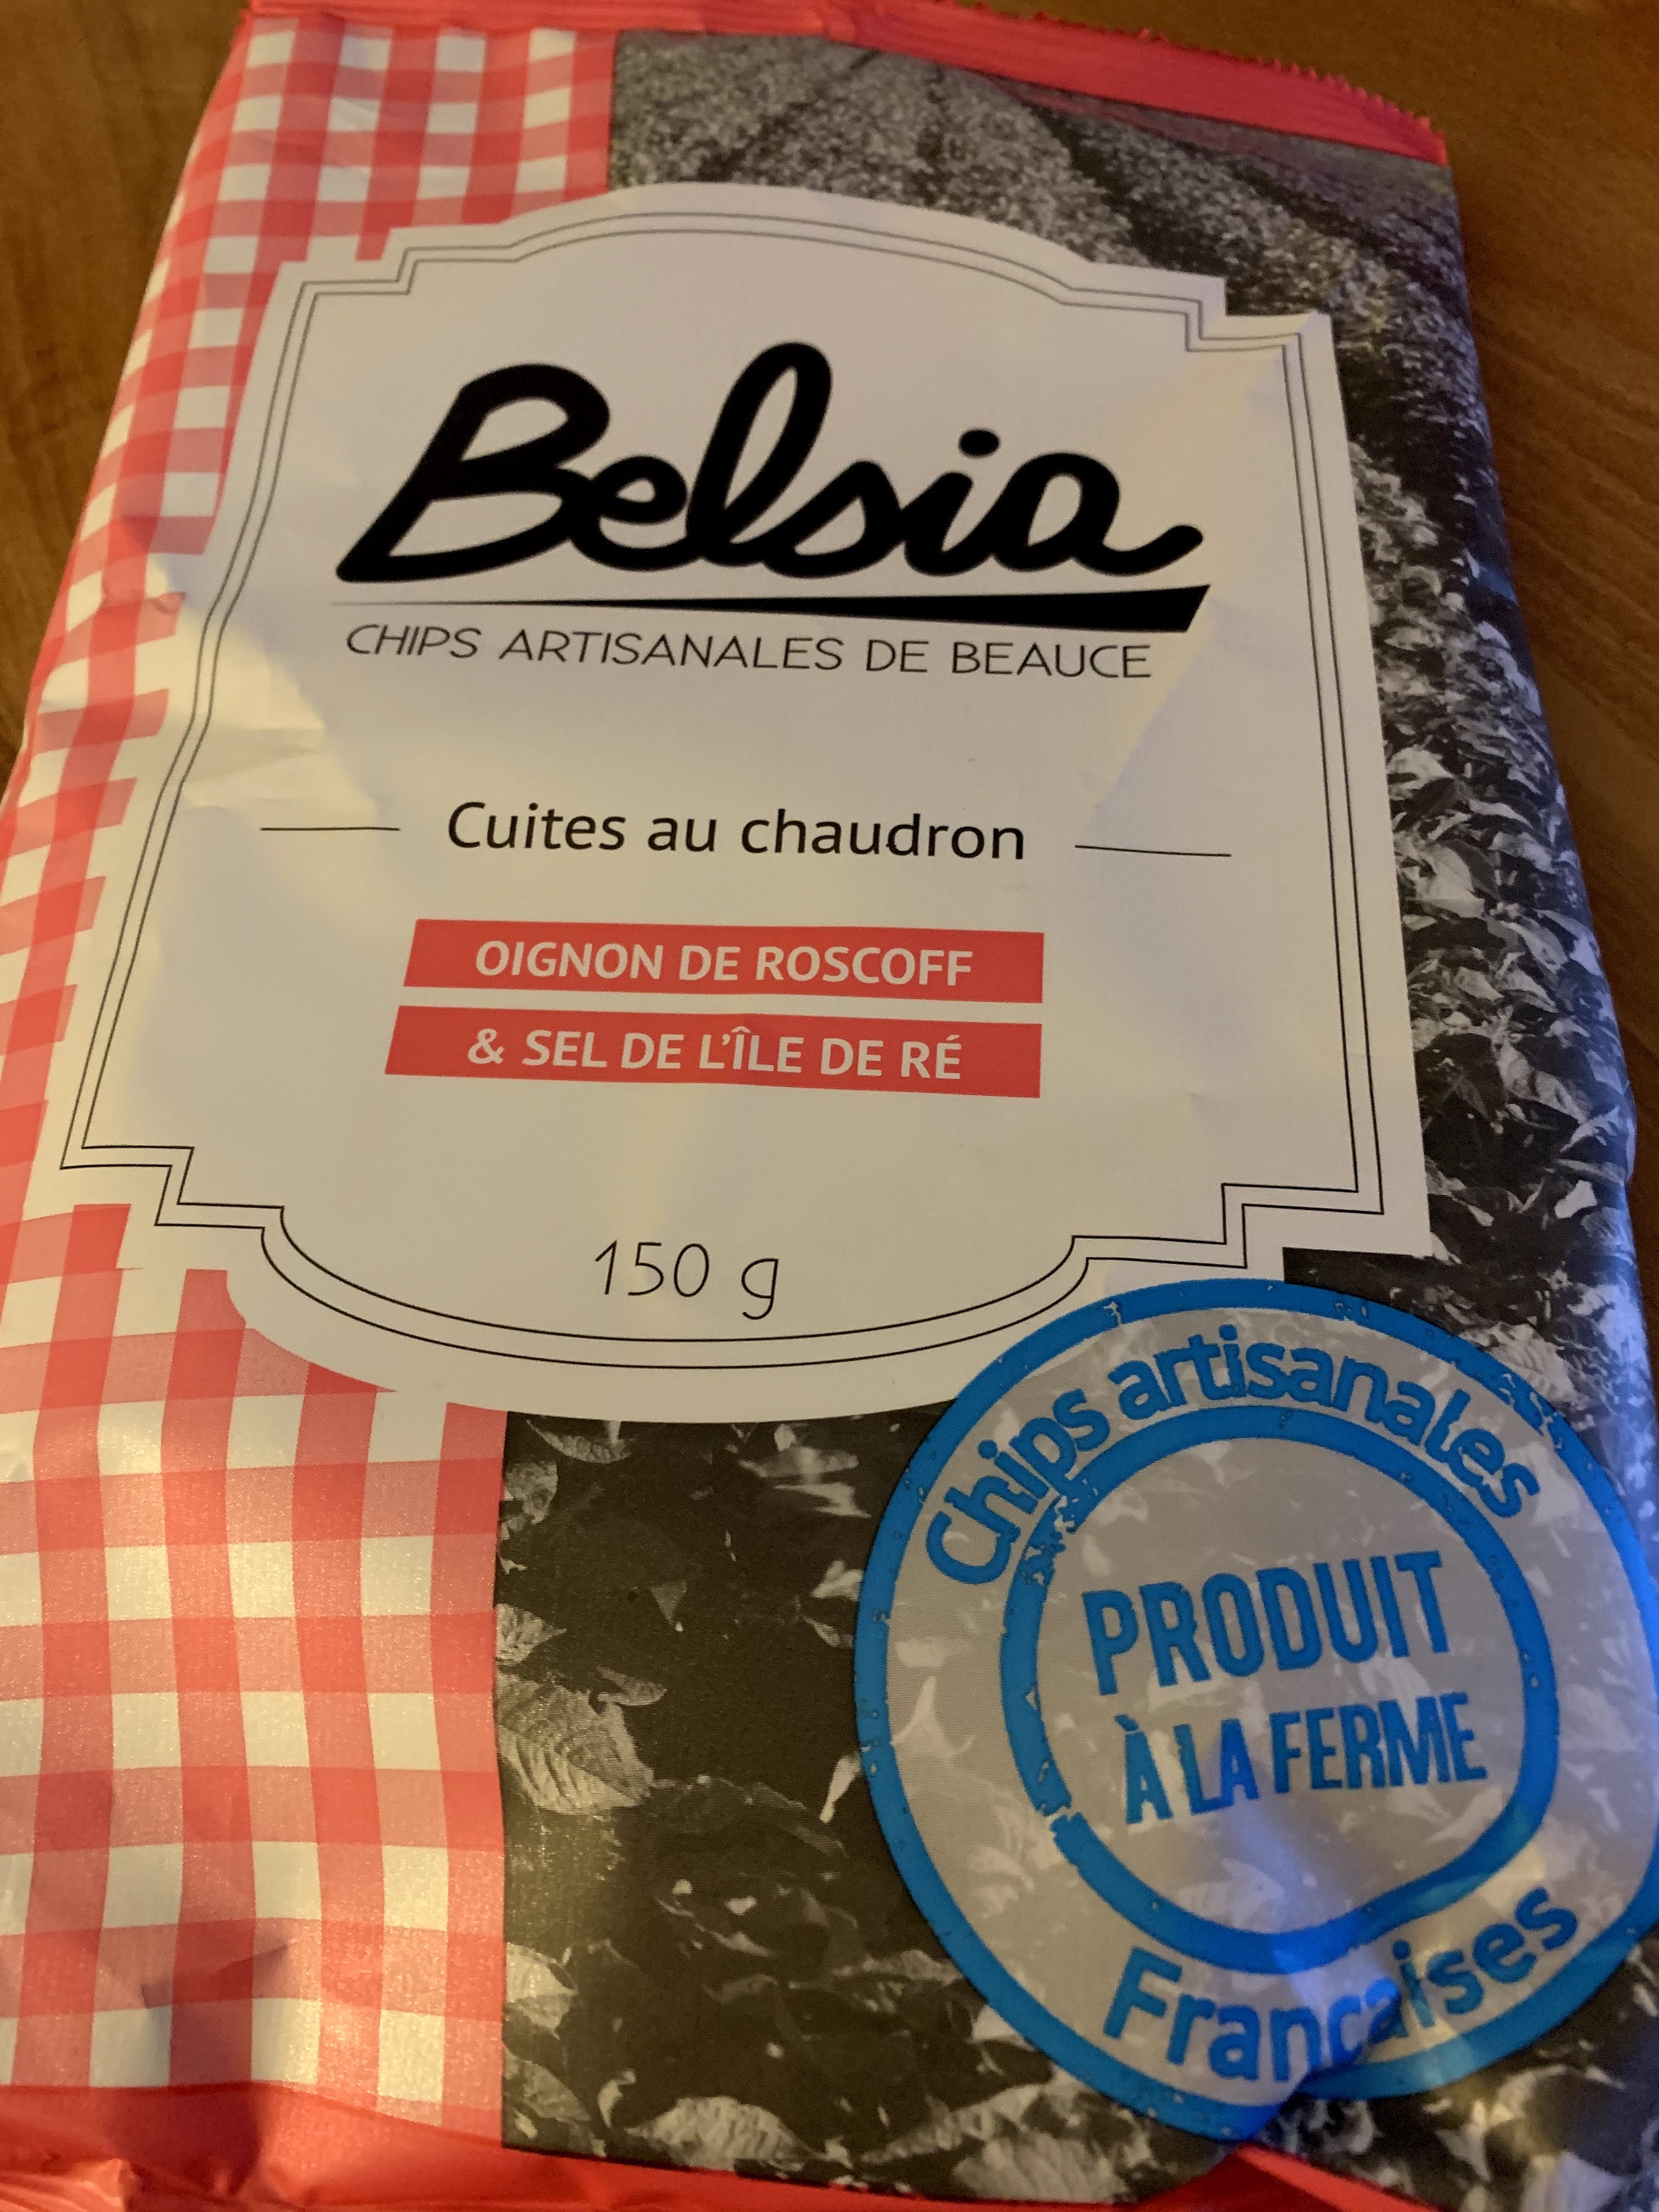 Belsia
CHIPS ARTISANALES DE BEAUCE
Cuites au chaudron
OIGNON DE ROSCOFF
& SEL DE L'ÎLE DE RÉ
150 g
Chips artisanales
PRODUIT
À LA FERME
Françaises